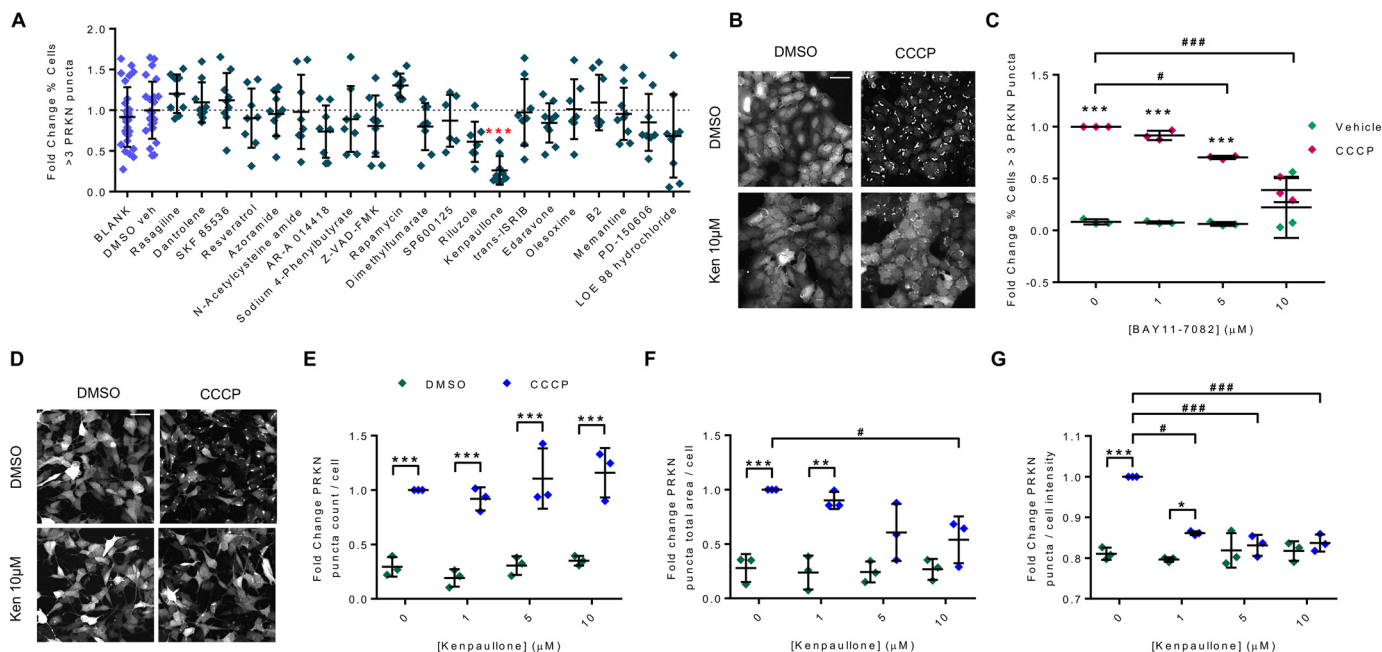 A
Fold Change % Cells
>3 PRKN puncta
2.0
1.5
1.0
0.5
0.0
***
BLANK
DMSO veh
Rasagiline
Dantrolene
SKF 85536
Resveratrol
Azoramide
N-Acetylcysteine amide
AR-A 014418
Sodium 4-Phenylbutyrate
Z-VAD-FMK
Rapamycin
Dimethylfumarate
SP600125
Riluzole
Kenpaullone
trans-ISRIB
Edaravone
Olesoxime
B2
Memantine
PD-150606
LOE 98 hydrochloride
B
DMSO
CCCP
DMSO
Ken 10µM
C
Fold Change % Cells > 3 PRKN Puncta
1.5
1.0
0.5
0.0
-0.5
###
#
***
***
***
Vehicle
CCCP
0
1
5
10
[BAY11-7082] (µM)
D
DMSO
CCCP
DMSO
Ken 10µM
E
DMSO
CCCP
Fold Change PRKN
puncta count / cell
1.5
1.0
0.5
0.0
***
***
***
***
0
1
5
10
[Kenpaullone] (µM)
F
Fold change PRKN
puncta total area / cell
1.5
1.0
0.5
0.0
#
***
**
0
1
5
10
[Kenpaullone] (µM)
G
Fold change PRKN
puncta / cell intensity
1.1
1.0
0.9
0.8
0.7
###
###
#
***
*
0
1
5
10
[Kenpaullone] (µM)